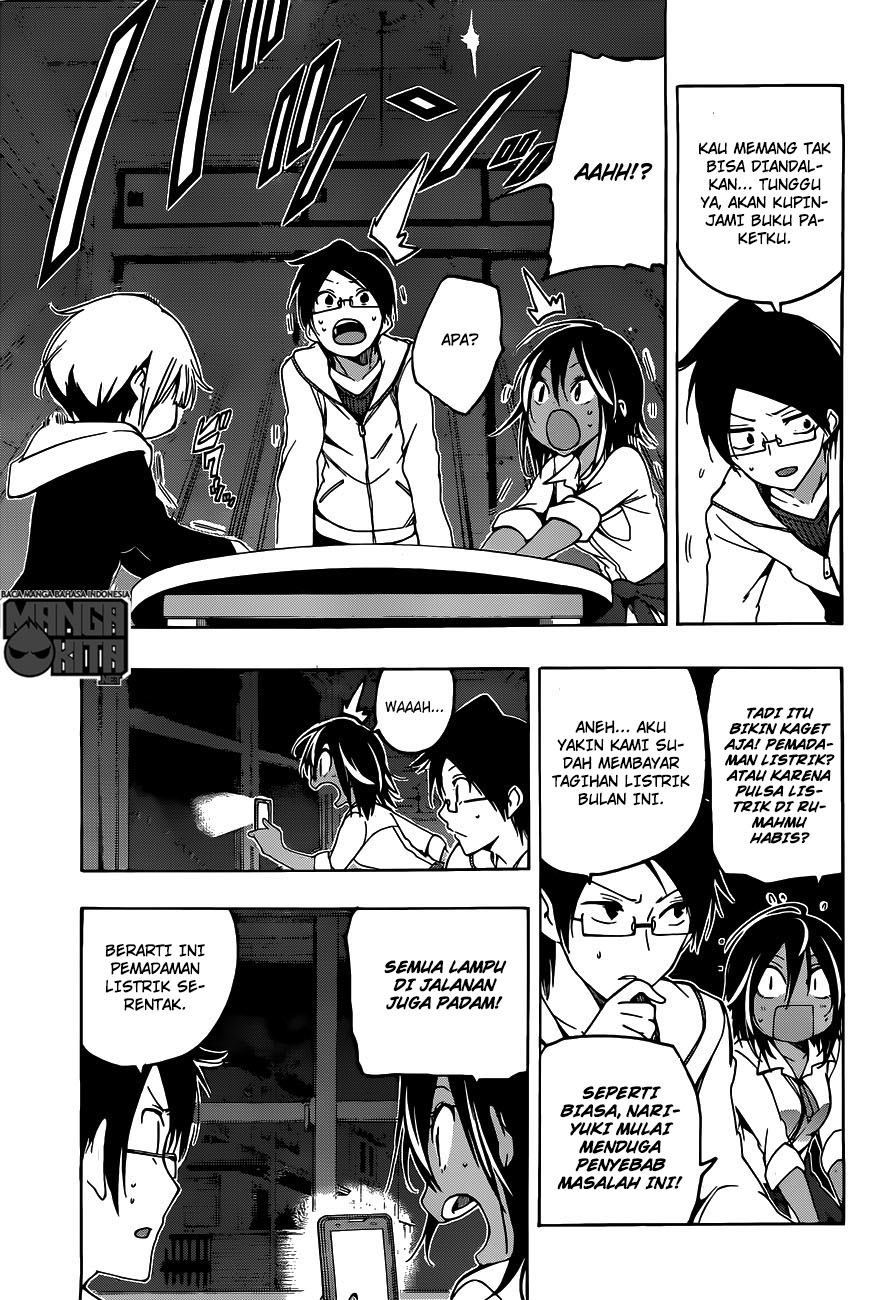 KAU MEMANG TAK
BISA DIANDAL-
KAN... TUNGGU
YA, AKAN KUPIN-
JAMI BUKU PA-
KETKU.
AAHH!?
APA?
BACA MANGA BAHASA INDONESIA
MANGA
KITA
.NET
TADI ITU
BIKIN KAGET
AJA! PEMADA-
MAN LISTRIK?
ATAU KARENA
PULSA LIS-
TRIK DI RU-
MAHMU
HABIS?
ANEH... AKU
YAKIN KAMI SU-
DAH MEMBAYAR
TAGIHAN LISTRIK
BULAN INI.
SEPERTI
BIASA, NARI-
YUKI MULAI
MENDUGA
PENYEBAB
MASALAH INI!
WAAAH...
SEMUA LAMPU
DI JALANAN
JUGA PADAM!
BERARTI INI
PEMADAMAN
LISTRIK SE-
RENTAK.